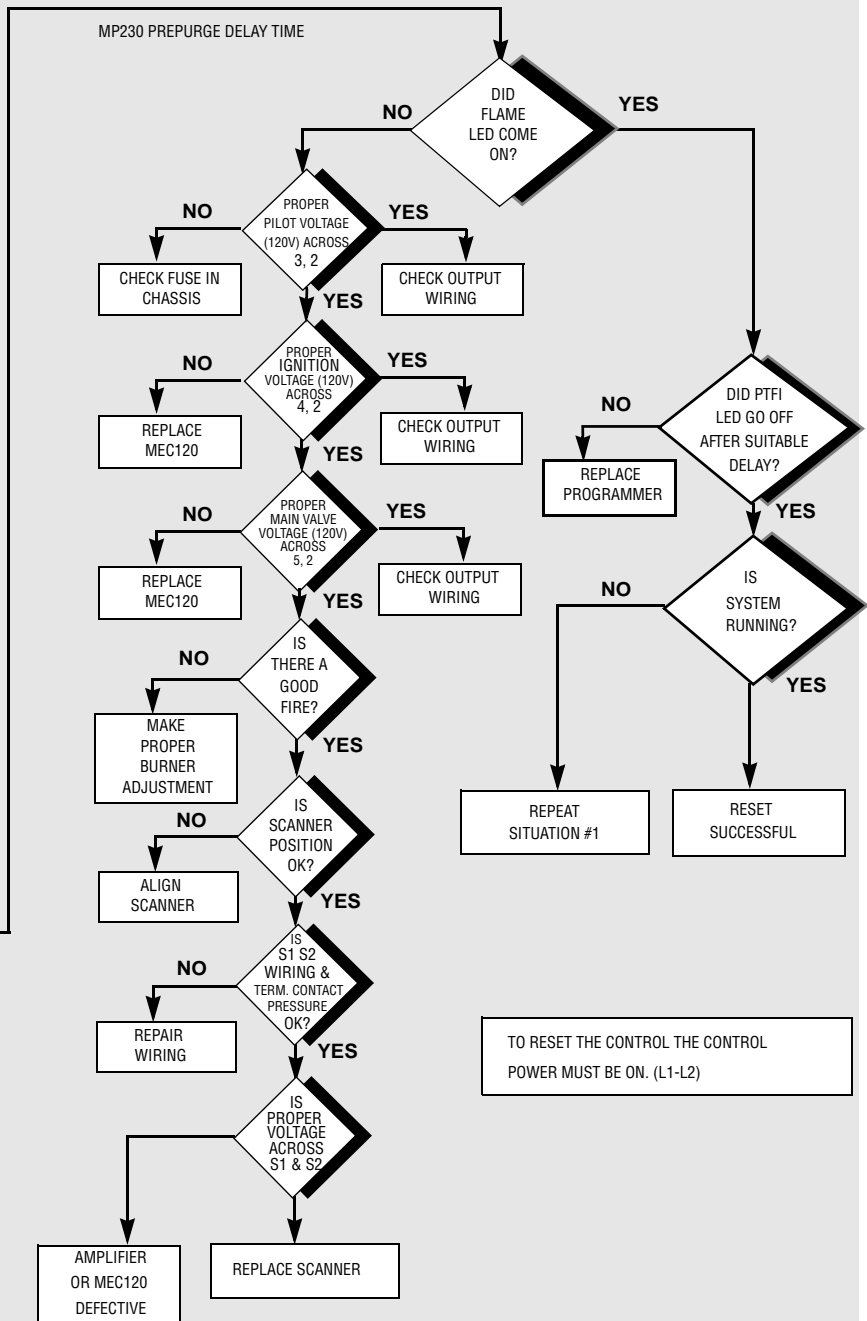 MP230 PREPURGE DELAY TIME
DID
FLAME
LED COME
ON?
NO
YES
PROPER
PILOT VOLTAGE
(120V) ACROSS
3, 2
NO
YES
CHECK FUSE IN
CHASSIS
CHECK OUTPUT
WIRING
YES
PROPER
IGNITION
VOLTAGE (120V)
ACROSS
4, 2
NO
YES
REPLACE
MEC120
CHECK OUTPUT
WIRING
YES
PROPER
MAIN VALVE
VOLTAGE (120V)
ACROSS
5, 2
NO
YES
REPLACE
MEC120
CHECK OUTPUT
WIRING
YES
IS
THERE A
GOOD
FIRE?
NO
MAKE
PROPER
BURNER
ADJUSTMENT
YES
IS
SCANNER
POSITION
OK?
NO
ALIGN
SCANNER
YES
IS
S1 S2
WIRING &
TERM. CONTACT
PRESSURE
OK?
NO
REPAIR
WIRING
YES
IS
PROPER
VOLTAGE
ACROSS
S1 & S2
AMPLIFIER
OR MEC120
DEFECTIVE
REPLACE SCANNER
DID PTFI
LED GO OFF
AFTER SUITABLE
DELAY?
NO
REPLACE
PROGRAMMER
YES
IS
SYSTEM
RUNNING?
NO
YES
REPEAT
SITUATION #1
RESET
SUCCESSFUL
TO RESET THE CONTROL THE CONTROL
POWER MUST BE ON. (L1-L2)